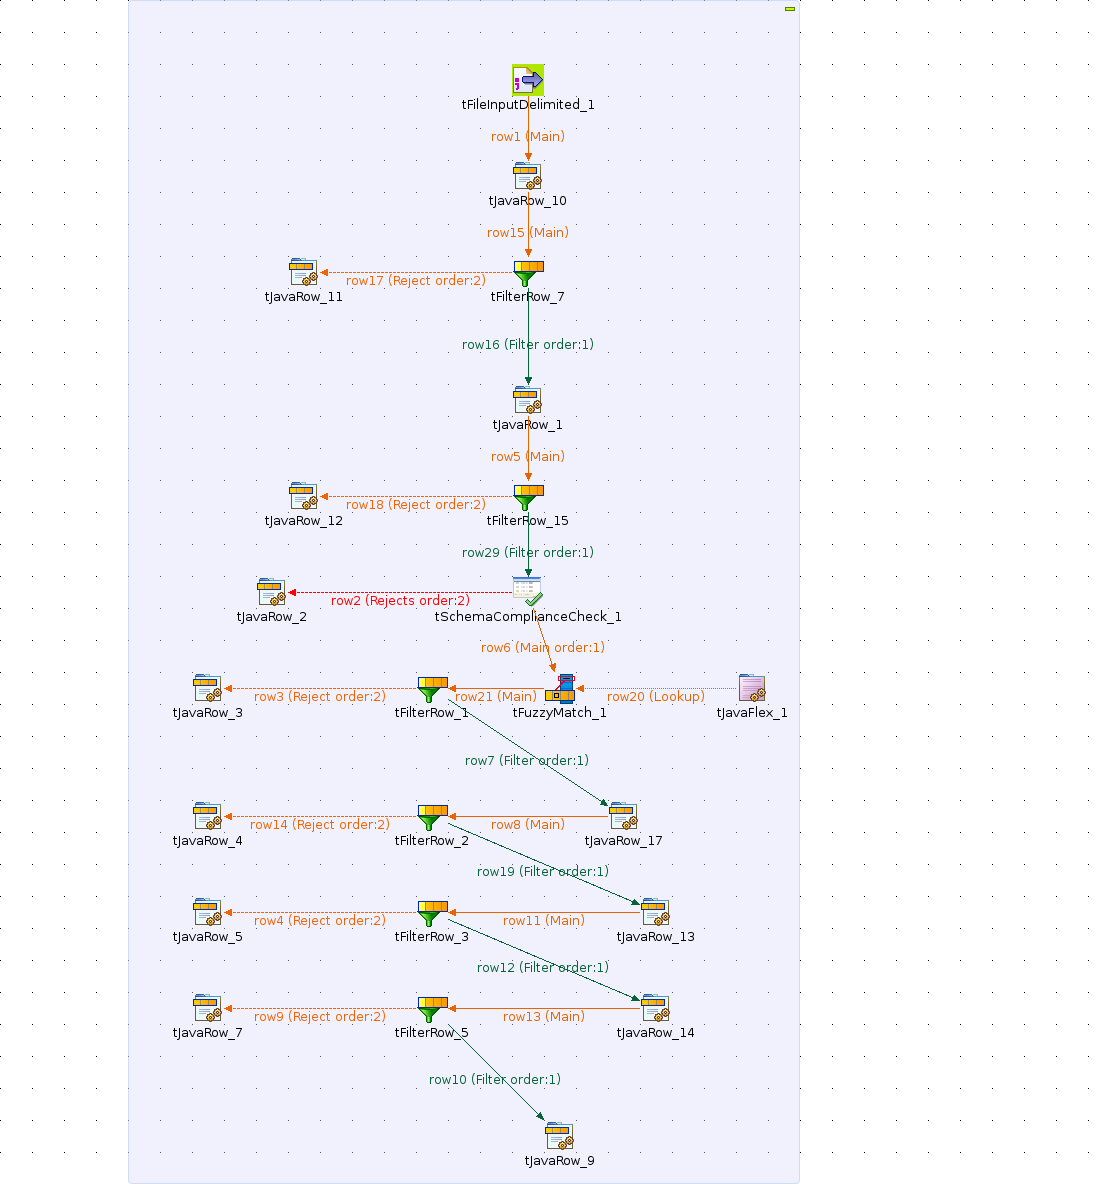 tFileInputDelimited_1
row1 (Main)
tJavaRow_10
row15 (Main)
row17 (Reject order:2)
tJavaRow_11
tFilterRow_7
row16 (Filter order:1)
tJavaRow_1
row5 (Main)
row18 (Reject order:2)
tJavaRow_12
tFilterRow_15
row29 (Filter order:1)
row2 (Rejects order:2)
tJavaRow_2
tSchemaComplianceCheck_1
row6 (Main order:1)
row3 (Reject order:2)
row21 (Main)
row20 (Lookup)
tJavaRow_3
tFilterRow_1
tFuzzyMatch_1
tJavaFlex_1
row7 (Filter order:1)
row14 (Reject order:2)
row8 (Main)
tJavaRow_4
tFilterRow_2
tJavaRow_17
row19 (Filter order:1)
row4 (Reject order:2)
row11 (Main)
tJavaRow_5
tFilterRow_3
tJavaRow_13
row12 (Filter order:1)
row9 (Reject order:2)
row13 (Main)
tJavaRow_7
tFilterRow_5
tJavaRow_14
row10 (Filter order:1)
tJavaRow_9